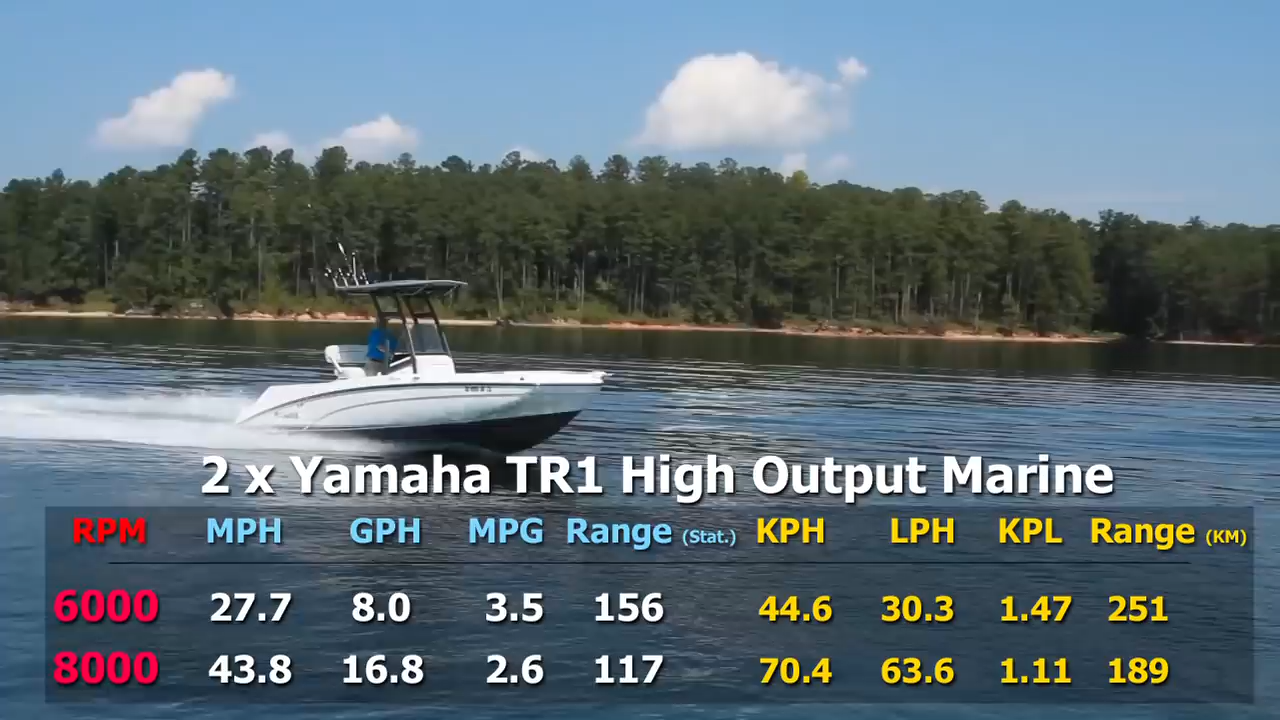 2 x Yamaha TR1 High Output Marine
RPM MPH GPH MPG Range (Stat.) KPH LPH KPL Range (KM)
6000 27.7 8.0 3.5 156 44.6 30.3 1.47 251
8000 43.8 16.8 2.6 117 70.4 63.6 1.11 189